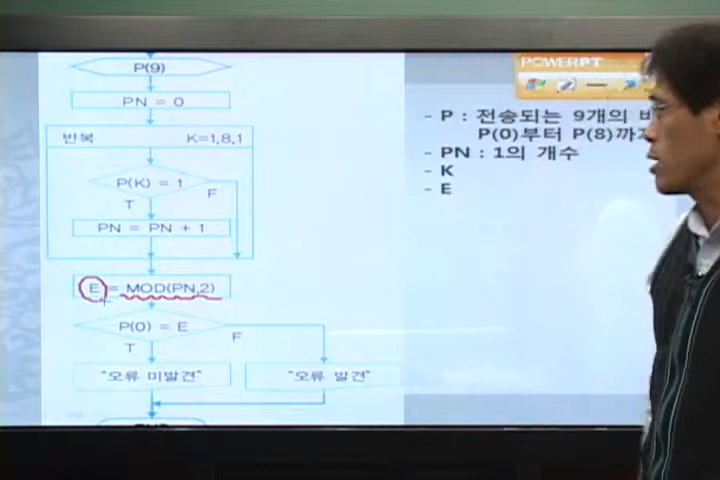 P(9)
PN = 0
반복 K=1,8,1
P(K) = 1
T F
PN = PN + 1
E = MOD(PN,2)
P(0) = E
T F
"오류 미발견" "오류 발견"
POWERPT
- P : 전송되는 9개의
P(0)부터 P(8)까지
- PN : 1의 개수
- K
- E